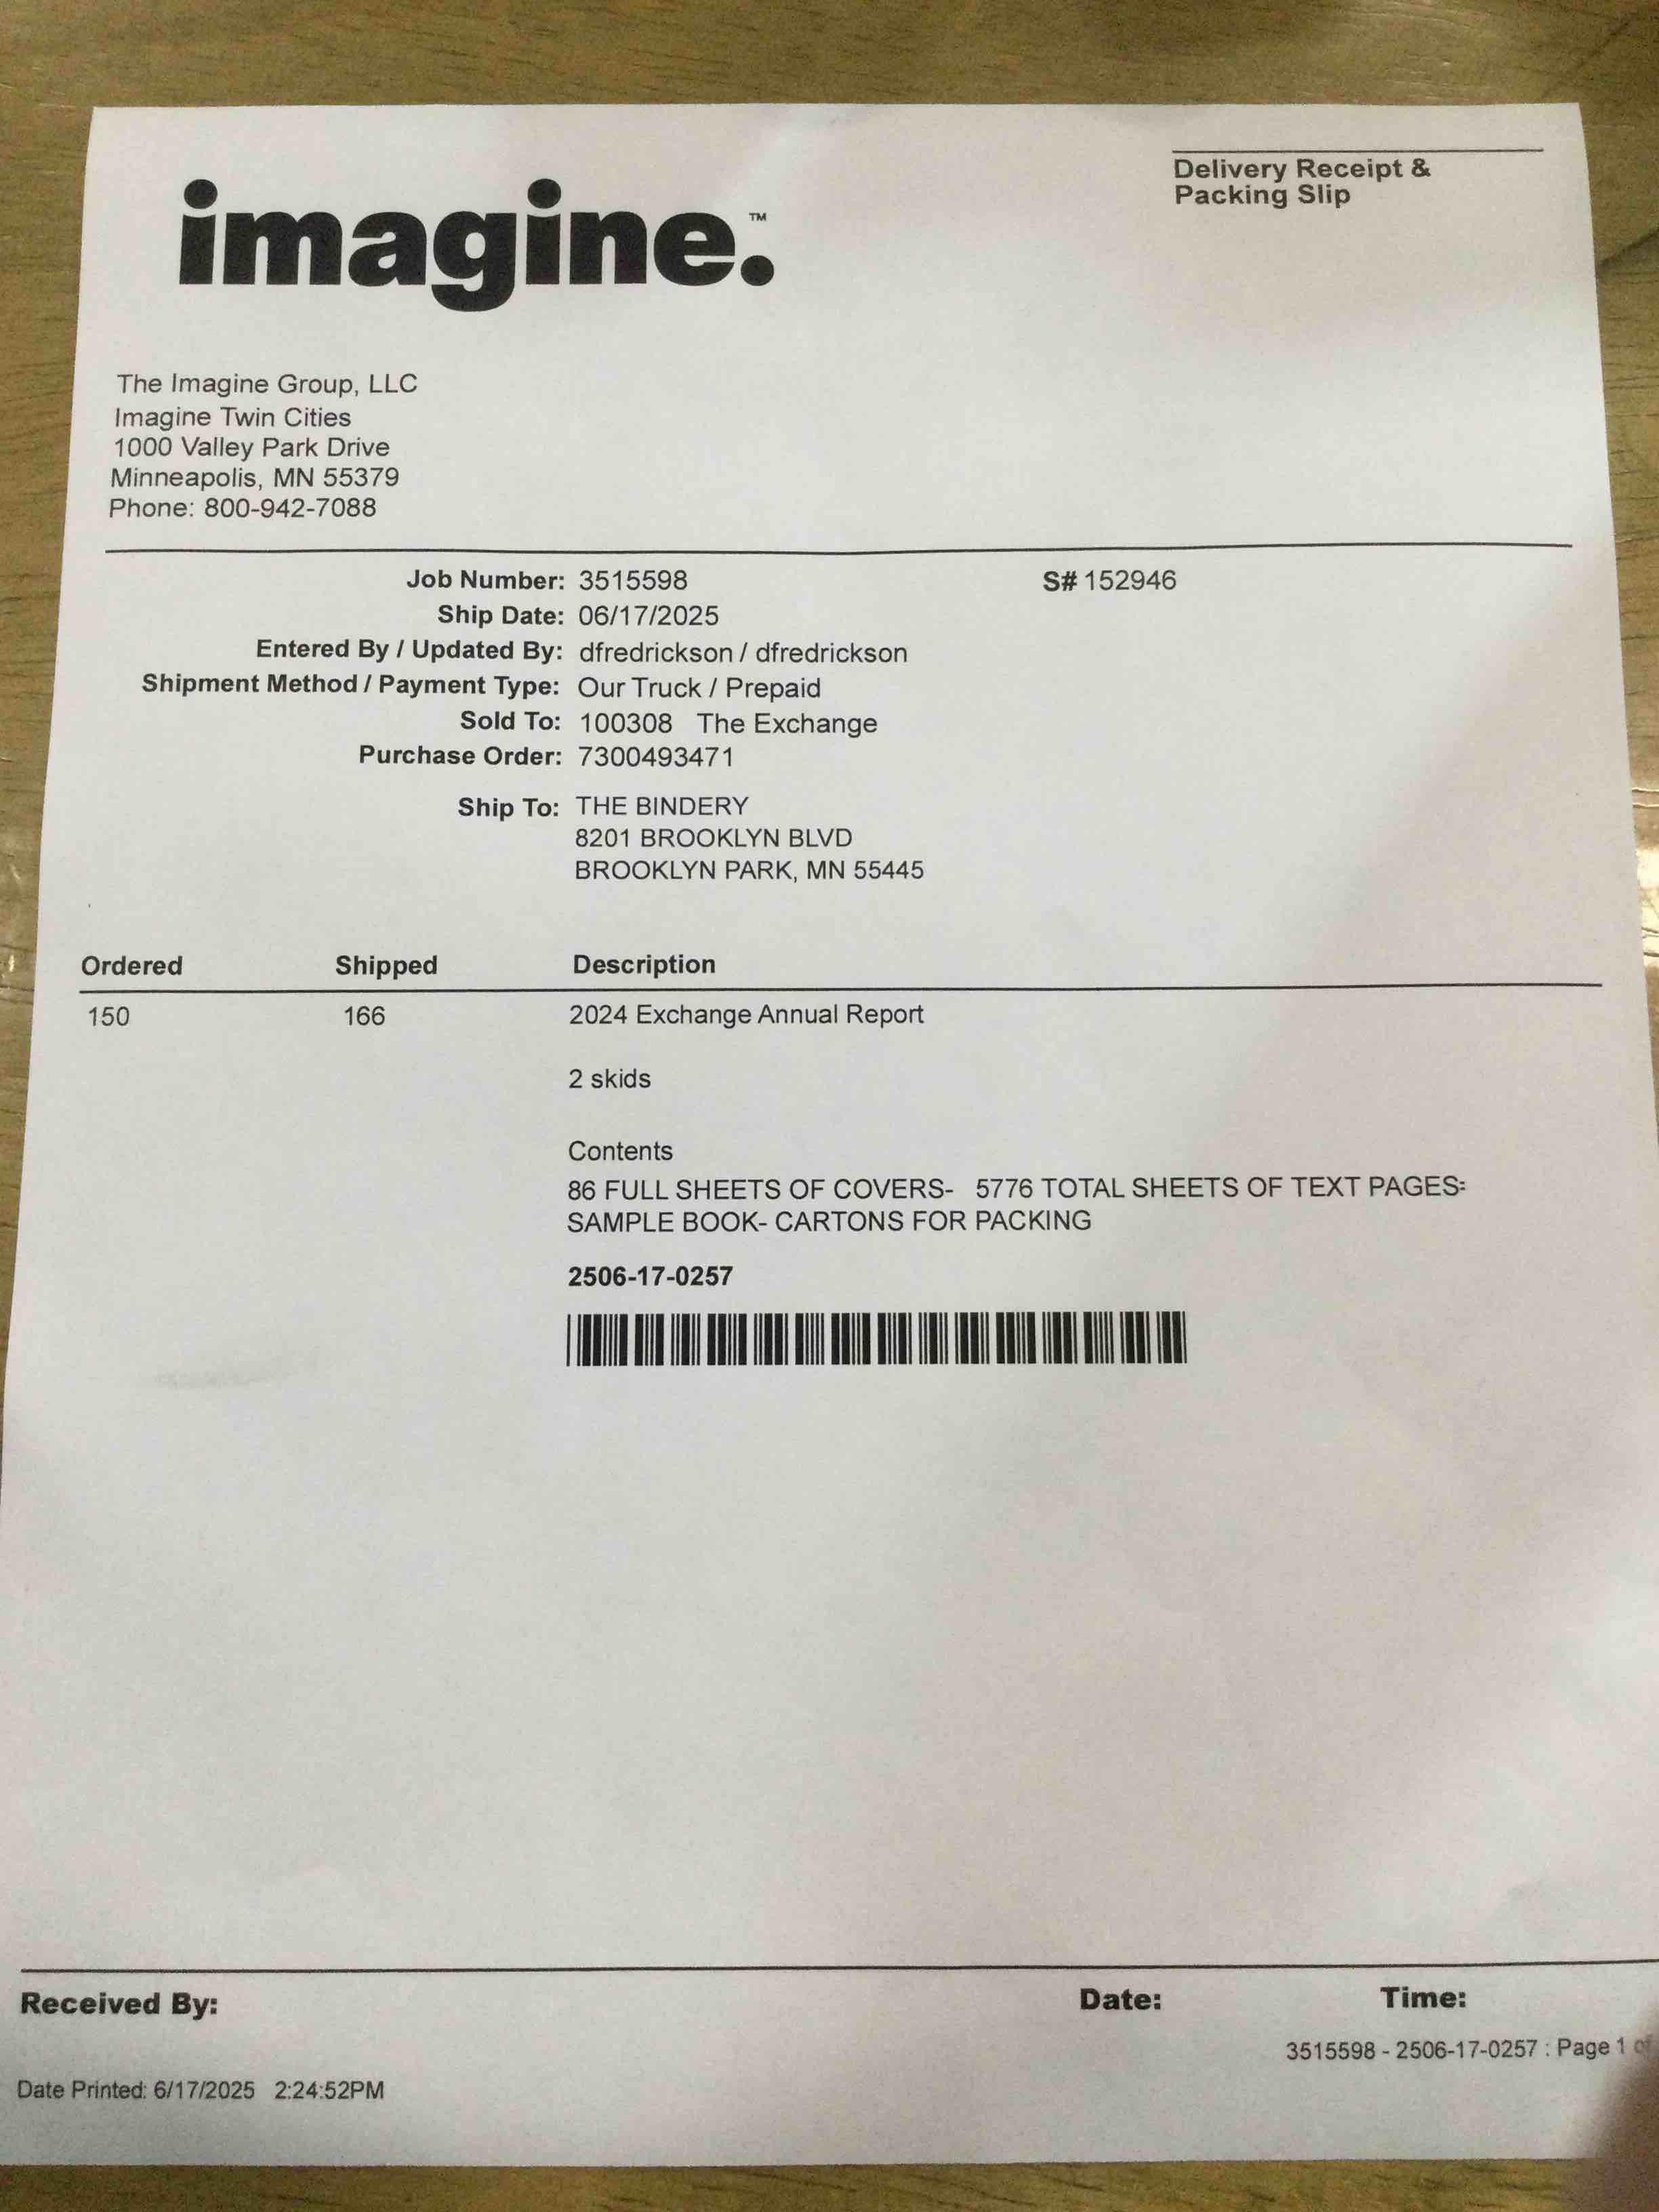 Delivery Receipt &
Packing Slip
imagine.™
The Imagine Group, LLC
Imagine Twin Cities
1000 Valley Park Drive
Minneapolis, MN 55379
Phone: 800-942-7088
Job Number: 3515598 S# 152946
Ship Date: 06/17/2025
Entered By / Updated By: dfredrickson / dfredrickson
Shipment Method / Payment Type: Our Truck / Prepaid
Sold To: 100308 The Exchange
Purchase Order: 7300493471
Ship To: THE BINDERY
8201 BROOKLYN BLVD
BROOKLYN PARK, MN 55445
Ordered Shipped Description
150 166 2024 Exchange Annual Report
2 skids
Contents
86 FULL SHEETS OF COVERS- 5776 TOTAL SHEETS OF TEXT PAGES-
SAMPLE BOOK- CARTONS FOR PACKING
2506-17-0257
Received By: Date: Time:
3515598 - 2506-17-0257 : Page 1 of
Date Printed: 6/17/2025 2:24:52PM